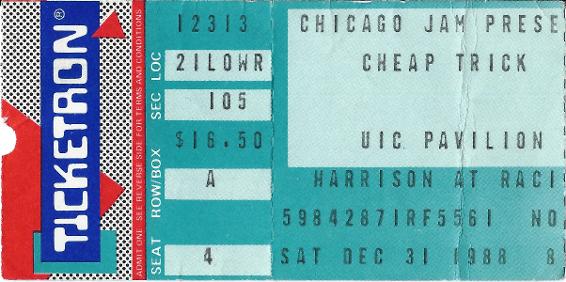 TICKETRON
ADMIT ONE - SEE REVERSE SIDE FOR TERMS AND CONDITIONS
12313
LOC 21LOWR
SEC 105
$16.50
ROW/BOX A
SEAT 4
CHICAGO JAM PRESE
CHEAP TRICK
UIC PAVILION
HARRISON AT RACI
59842871RF5561 NO
SAT DEC 31 1988 8